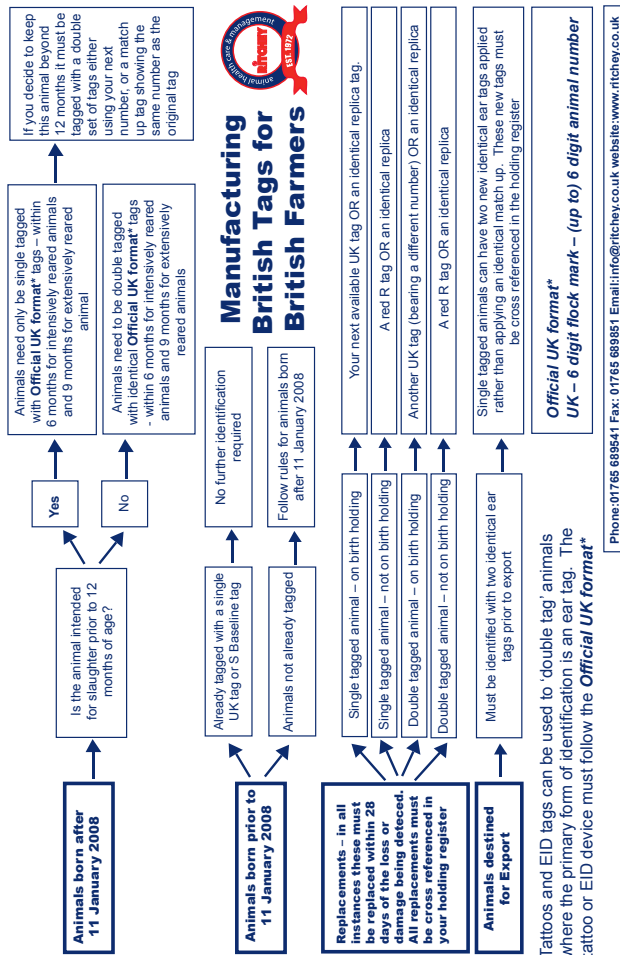 Animals born after
11 January 2008
Is the animal intended
for slaughter prior to 12
months of age?
Yes
No
Animals need only be single tagged
with Official UK format* tags – within
6 months for intensively reared animals
and 9 months for extensively reared
animal
Animals need to be double tagged
with identical Official UK format* tags
- within 6 months for intensively reared
animals and 9 months for extensively
reared animals
If you decide to keep
this animal beyond
12 months it must be
tagged with a double
set of tags either
using your next
number, or a match
up tag showing the
same number as the
original tag
Animals born prior to
11 January 2008
Already tagged with a single
UK tag or S Baseline tag
Animals not already tagged
No further identification
required
Follow rules for animals born
after 11 January 2008
Manufacturing
British Tags for
British Farmers
animal health care & management
RITCHEY
EST. 1972
Replacements – in all
instances these must
be replaced within 28
days of the loss or
damage being deteced.
All replacements must
be cross referenced in
your holding register
Single tagged animal – on birth holding
Single tagged animal – not on birth holding
Double tagged animal – on birth holding
Double tagged animal – not on birth holding
Your next available UK tag OR an identical replica tag.
A red R tag OR an identical replica
Another UK tag (bearing a different number) OR an identical replica
A red R tag OR an identical replica
Animals destined
for Export
Must be identified with two identical ear
tags prior to export
Single tagged animals can have two new identical ear tags applied
rather than applying an identical match up. These new tags must
be cross referenced in the holding register
Tattoos and EID tags can be used to ‘double tag’ animals
where the primary form of identification is an ear tag. The
tattoo or EID device must follow the Official UK format*
Official UK format*
UK – 6 digit flock mark – (up to) 6 digit animal number
Phone:01765 689541 Fax: 01765 689851 Email:info@ritchey.co.uk website:www.ritchey.co.uk